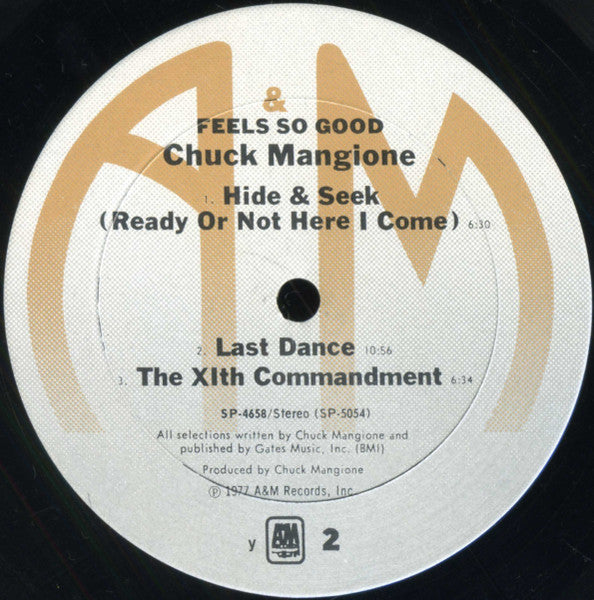 &
FEELS SO GOOD
Chuck Mangione
1. Hide & Seek
(Ready Or Not Here I Come) 6:30
2. Last Dance 10:56
3. The XIth Commandment 6:34
SP-4658/Stereo (SP-5054)
All selections written by Chuck Mangione and
published by Gates Music, Inc. (BMI)
Produced by Chuck Mangione
℗ 1977 A&M Records, Inc.
y A&M 2